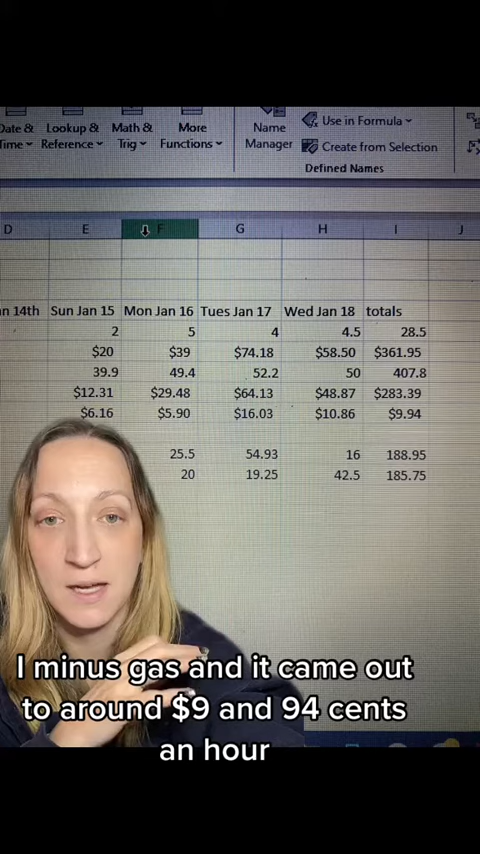 Date & Lookup & Math & More Name Use in Formula
Time Reference Trig Functions Manager Create from Selection
Defined Names
D E F G H I J
14th Sun Jan 15 Mon Jan 16 Tues Jan 17 Wed Jan 18 totals
2 5 4 4.5 28.5
$20 $39 $74.18 $58.50 $361.95
39.9 49.4 52.2 50 407.8
$12.31 $29.48 $64.13 $48.87 $283.39
$6.16 $5.90 $16.03 $10.86 $9.94
25.5 54.93 16 188.95
20 19.25 42.5 185.75
I minus gas and it came out
to around $9 and 94 cents
an hour